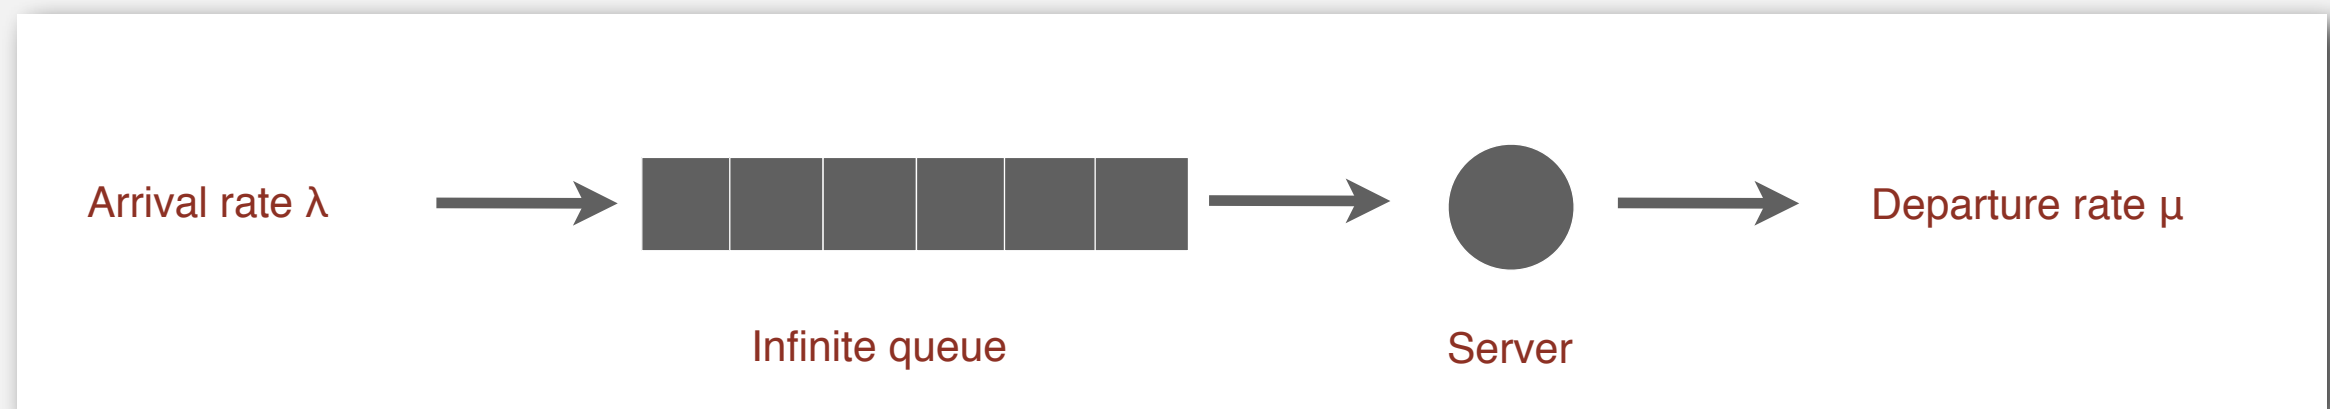 Arrival rate λ
Departure rate μ
Infinite queue
Server